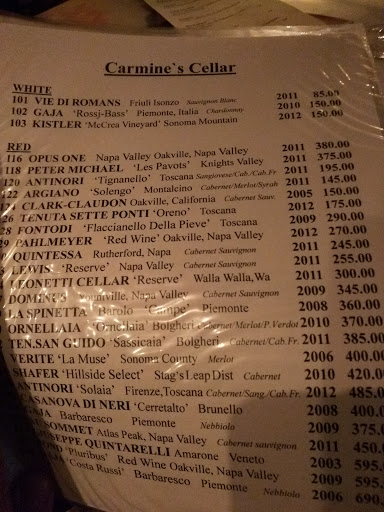 Carmine`s Cellar
WHITE
101 VIE DI ROMANS Friuli Isonzo Sauvignon Blanc 2011 85.00
102 GAJA 'Rossj-Bass' Piemonte, Italia Chardonnay 2010 150.00
103 KISTLER 'McCrea Vineyard' Sonoma Mountain 2012 150.00
RED
116 OPUS ONE Napa Valley Oakville, Napa Valley 2011 380.00
118 PETER MICHAEL 'Les Pavots' Knights Valley 2011 375.00
120 ANTINORI 'Tignanello' Toscana Sangiovese/Cab./Cab.Fr 2011 195.00
122 ARGIANO 'Solengo' Montalcino Cabernet/Merlot/Syrah 2011 145.00
CLARK-CLAUDON Oakville, California Cabernet Sauv. 2005 150.00
26 TENUTA SETTE PONTI 'Oreno' Toscana 2012 175.00
28 FONTODI 'Flaccianello Della Pieve' Toscana 2009 290.00
PAHLMEYER 'Red Wine' Oakville, Napa Valley 2012 270.00
QUINTESSA Rutherford, Napa Cabernet Sauvignon 2011 245.00
LEWIS 'Reserve' Napa Valley Cabernet Sauvignon 2011 255.00
LEONETTI CELLAR 'Reserve' Walla Walla,Wa 2011 300.00
DOMINUS Yountville, Napa Valley Cabernet Sauvignon 2009 345.00
LA SPINETTA Barolo 'Campe' Piemonte 2008 360.00
ORNELLAIA 'Ornellaia' Bolgheri Cabernet/Merlot/P.Verdot 2010 370.00
TEN.SAN GUIDO 'Sassicaia' Bolgheri Cabernet/Cab.Fr. 2011 385.0
VERITE 'La Muse' Sonoma County Merlot 2006 400.0
SHAFER 'Hillside Select' Stag's Leap Dist Cabernet 2010 420.
ANTINORI 'Solaia' Firenze,Toscana Cabernet/Sang./Cab.Fr. 2012 485.0
CASANOVA DI NERI 'Cerretalto' Brunello 2008 400.
GAJA Barbaresco Piemonte Nebbiolo 2009 375.
SOMMET Atlas Peak, Napa Valley Cabernet sauvignon 2011 450
GIUSEPPE QUINTARELLI Amarone Veneto 2003 595.
'Pluribus' Red Wine Oakville, Napa Valley 2009 595.
'Costa Russi' Barbaresco Piemonte Nebbiolo 2006 690.